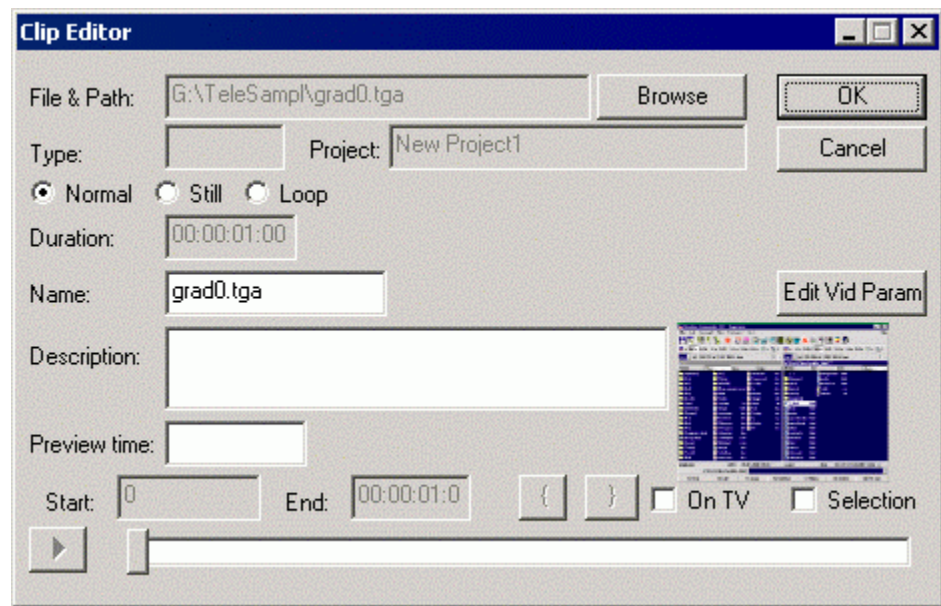 Clip Editor
File & Path: G:\TeleSampl\grad0.tga Browse OK
Type: Project: New Project1 Cancel
Normal Still Loop
Duration: 00:00:01:00
Name: grad0.tga Edit Vid Param
Description:
Preview time:
Start: 0 End: 00:00:01:0 { } On TV Selection